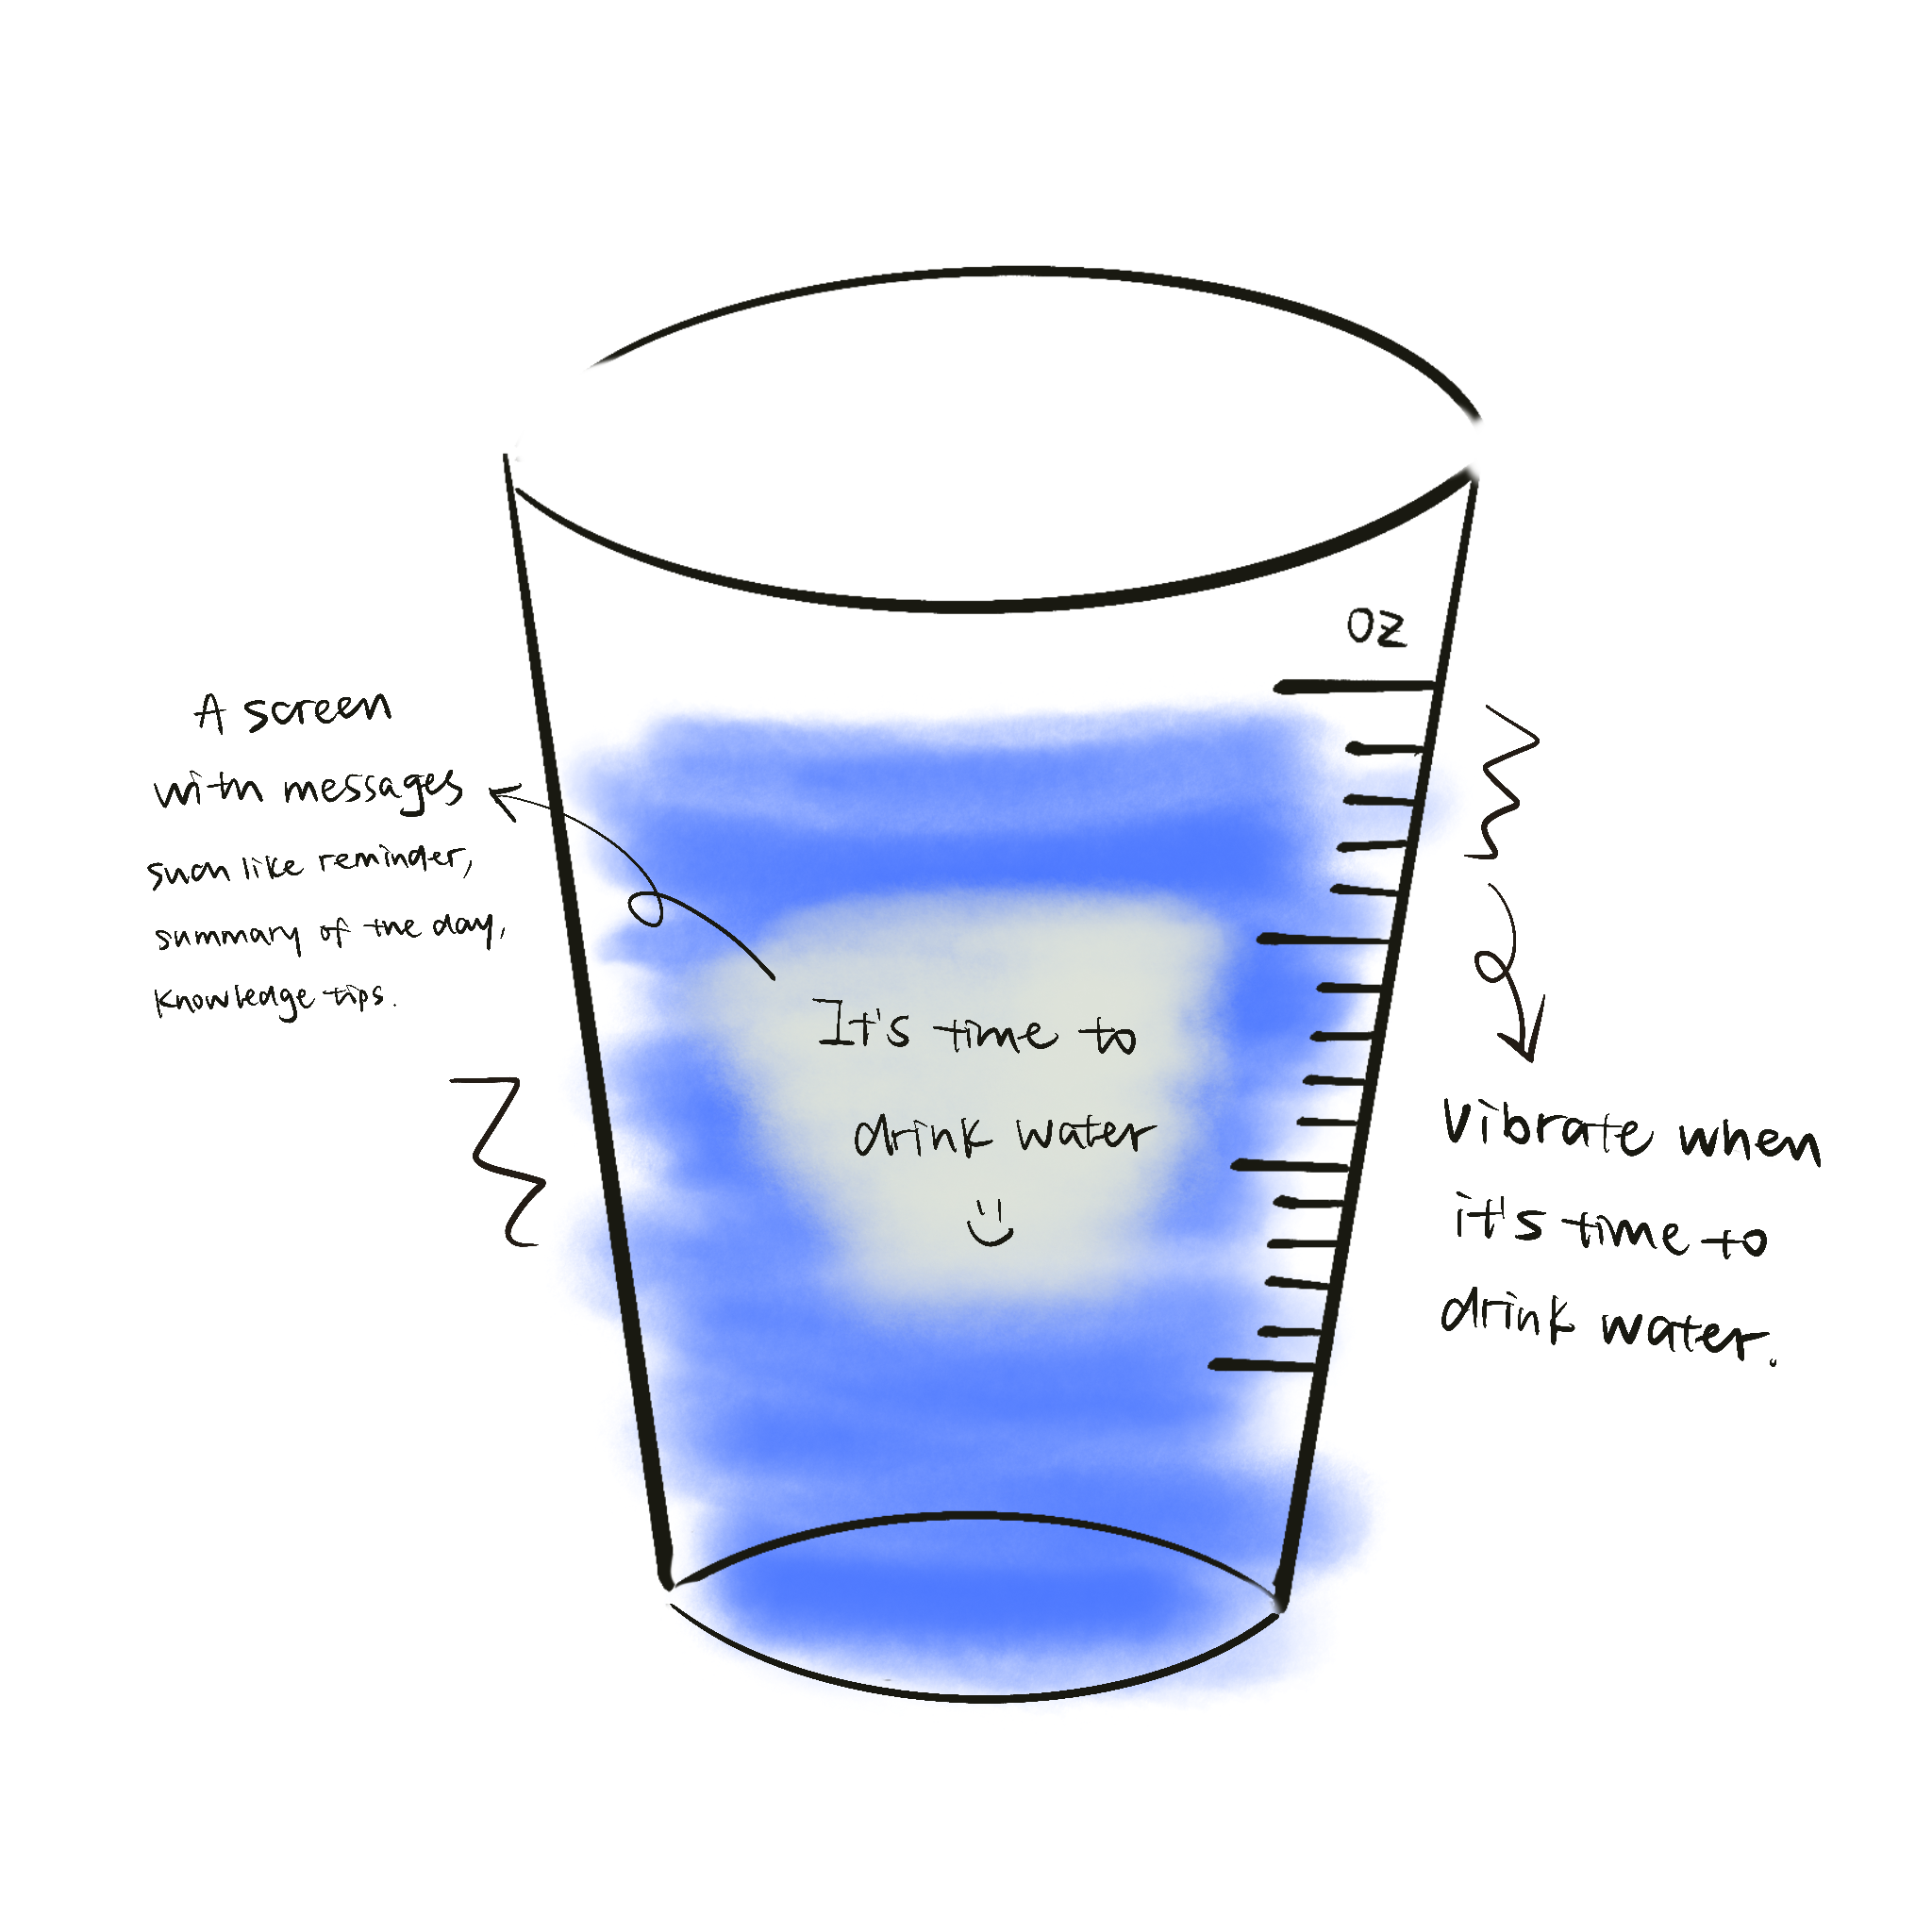 OZ
A screen
with messages
such like reminder,
summary of the day,
knowledge tips.
It's time to
drink water
Vibrate when
it's time to
drink water.